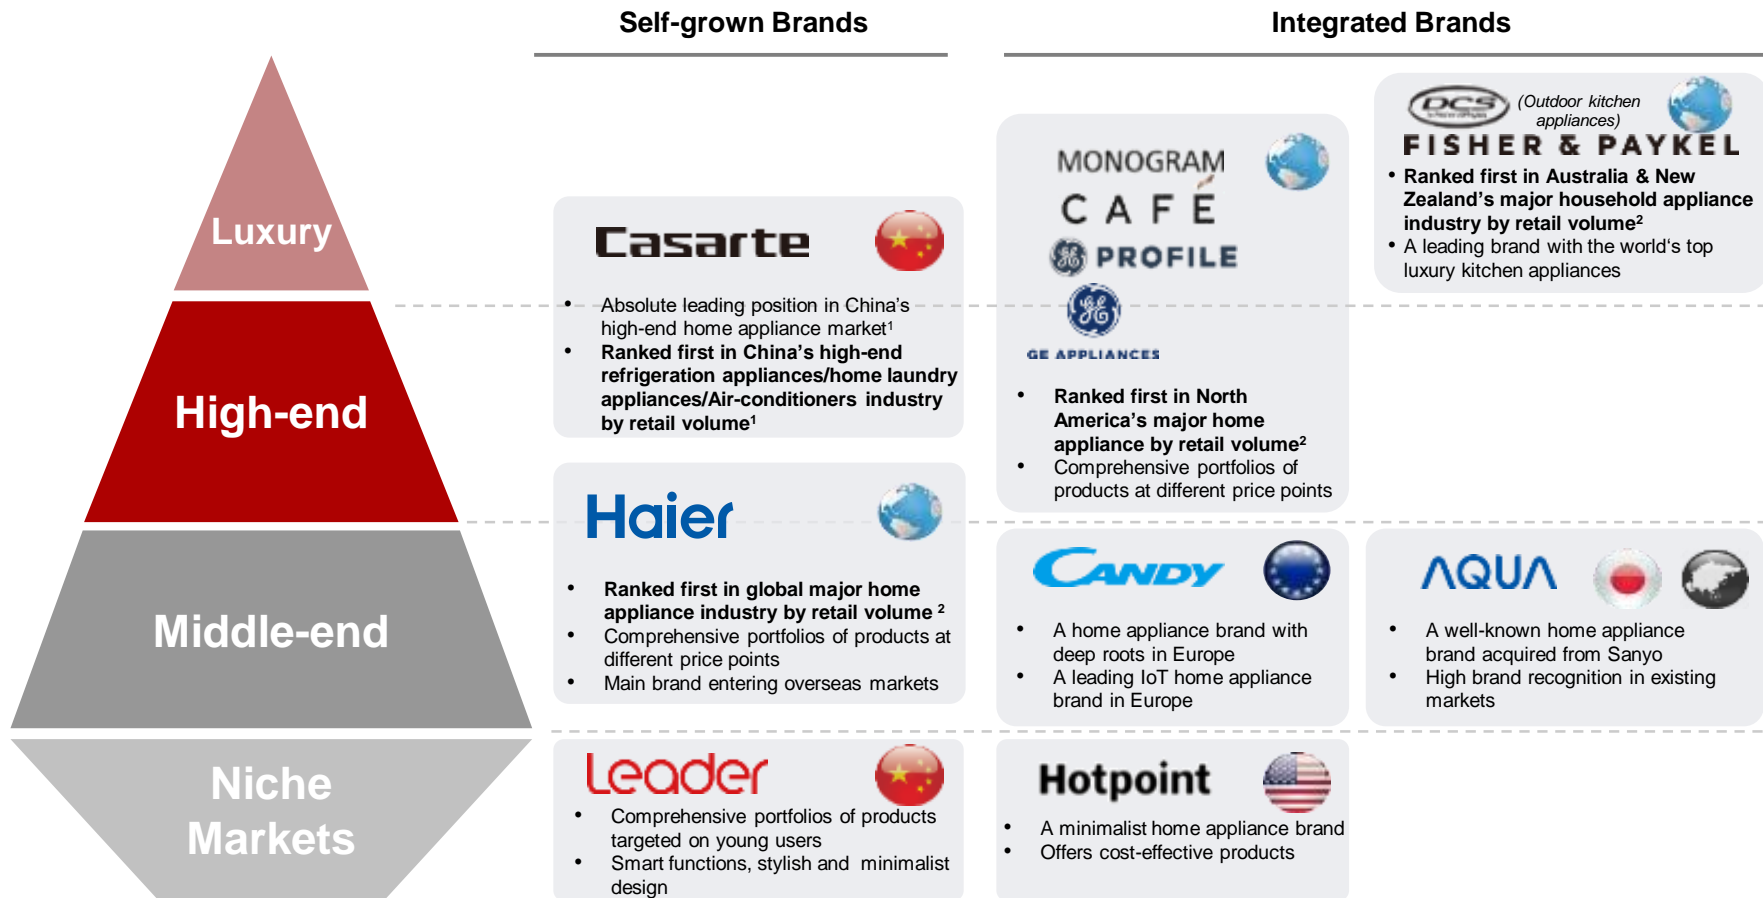 Self-grown Brands
Integrated Brands
Luxury
High-end
Middle-end
Niche
Markets
Casarte
• Absolute leading position in China's
high-end home appliance market¹
• Ranked first in China's high-end
refrigeration appliances/home laundry
appliances/Air-conditioners industry
by retail volume¹
MONOGRAM
CAFÉ
GE PROFILE
GE
GE APPLIANCES
• Ranked first in North
America's major home
appliance by retail volume²
• Comprehensive portfolios of
products at different price points
DCS
(Outdoor kitchen
appliances)
FISHER & PAYKEL
• Ranked first in Australia & New
Zealand's major household appliance
industry by retail volume²
• A leading brand with the world‘s top
luxury kitchen appliances
Haier
• Ranked first in global major home
appliance industry by retail volume ²
• Comprehensive portfolios of products at
different price points
• Main brand entering overseas markets
CANDY
• A home appliance brand with
deep roots in Europe
• A leading IoT home appliance
brand in Europe
AQUA
• A well-known home appliance
brand acquired from Sanyo
• High brand recognition in existing
markets
Leader
• Comprehensive portfolios of products
targeted on young users
• Smart functions, stylish and minimalist
design
Hotpoint
• A minimalist home appliance brand
• Offers cost-effective products